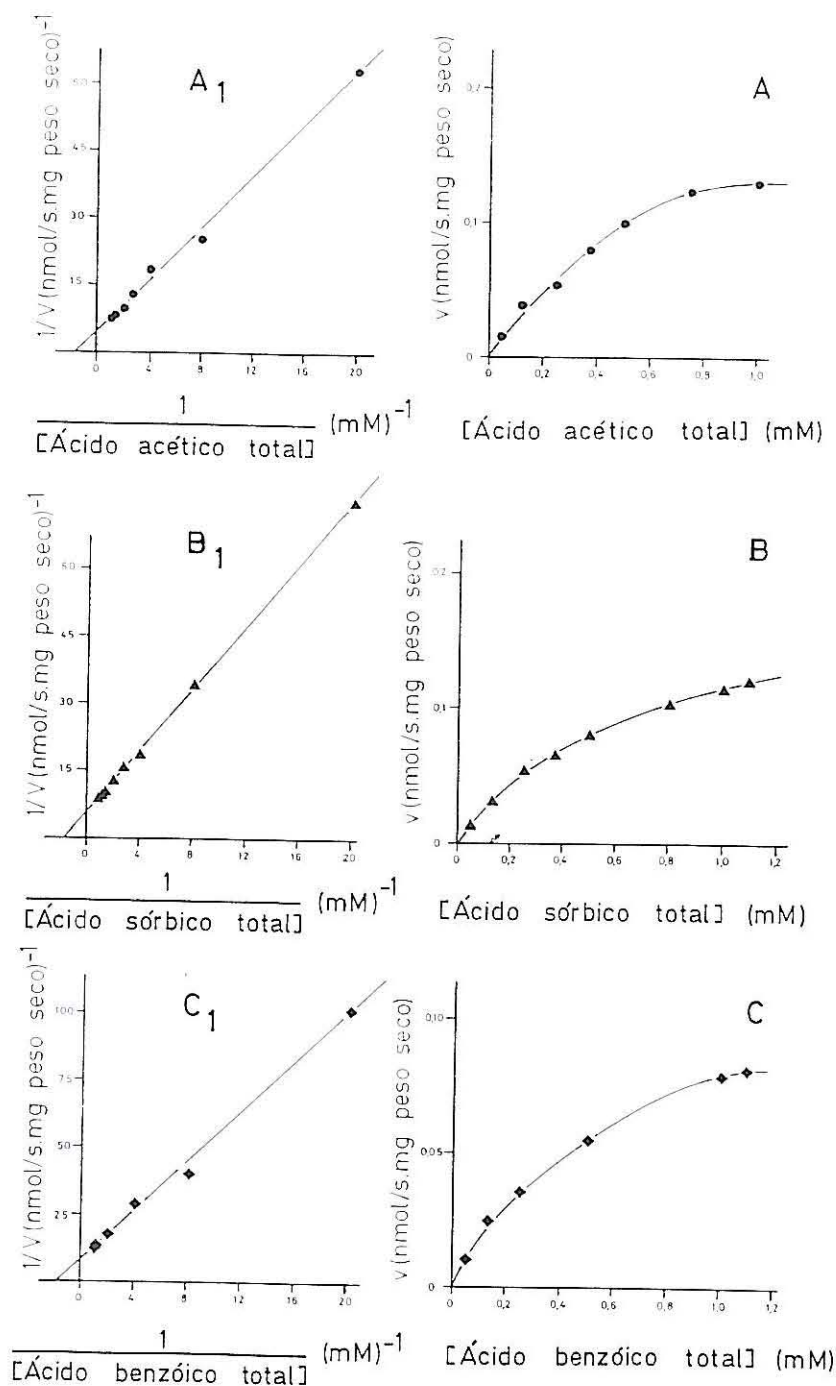 A1
1/V(nmol/s.mg peso seco)-1
60
45
30
15
0 4 8 12 16 20
1
[Ácido acético total] (mM)-1
A
v(nmol/s.mg peso seco)
0,2
0,1
0
0 0,2 0,4 0,6 0,8 1,0
[Ácido acético total] (mM)
B1
1/V(nmol/s.mg peso seco)-1
60
45
30
15
0 4 8 12 16 20
1
[Ácido sórbico total] (mM)-1
B
v(nmol/s.mg peso seco)
0,2
0,1
0
0 0,2 0,4 0,6 0,8 1,0 1,2
[Ácido sórbico total] (mM)
C1
1/V(nmol/s.mg peso seco)-1
100
75
50
25
0 4 8 12 16 20
1
[Ácido benzóico total] (mM)-1
C
v(nmol/s.mg peso seco)
0,10
0,05
0
0 0,2 0,4 0,6 0,8 1,0 1,2
[Ácido benzóico total] (mM)